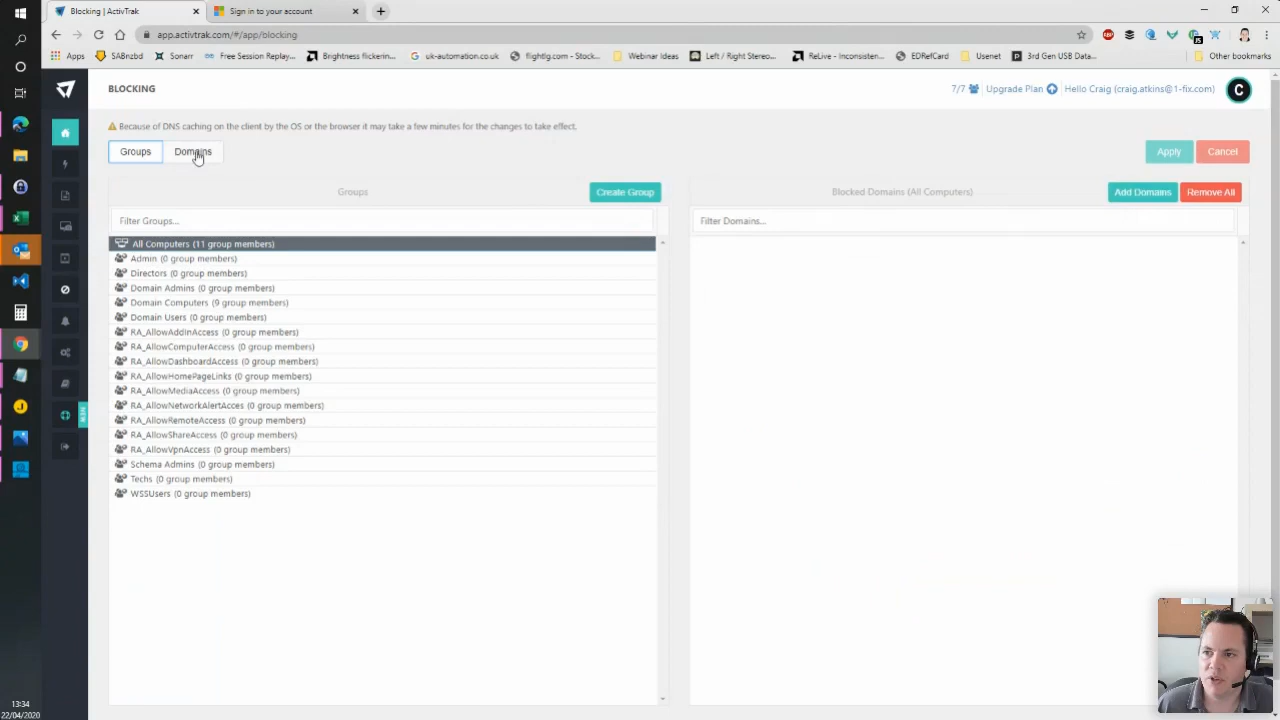 Blocking | ActivTrak
Sign in to your account
app.activtrak.com/#/app/blocking
Apps
SABnzbd
Sonarr
Free Session Replay...
Brightness flickerin...
uk-automation.co.uk
flightlg.com - Stock...
Webinar Ideas
Left / Right Stereo...
ReLive - Inconsisten...
EDRefCard
Usenet
3rd Gen USB Data...
Other bookmarks
BLOCKING
7/7
Upgrade Plan
Hello Craig (craig.atkins@1-fix.com)
C
Because of DNS caching on the client by the OS or the browser it may take a few minutes for the changes to take effect.
Groups
Domains
Apply
Cancel
Groups
Create Group
Blocked Domains (All Computers)
Add Domains
Remove All
Filter Groups...
Filter Domains...
All Computers (11 group members)
Admin (0 group members)
Directors (0 group members)
Domain Admins (0 group members)
Domain Computers (9 group members)
Domain Users (0 group members)
RA_AllowAddInAccess (0 group members)
RA_AllowComputerAccess (0 group members)
RA_AllowDashboardAccess (0 group members)
RA_AllowHomePageLinks (0 group members)
RA_AllowMediaAccess (0 group members)
RA_AllowNetworkAlertAcces (0 group members)
RA_AllowRemoteAccess (0 group members)
RA_AllowShareAccess (0 group members)
RA_AllowVpnAccess (0 group members)
Schema Admins (0 group members)
Techs (0 group members)
WSSUsers (0 group members)
NEW
13:34
22/04/2020